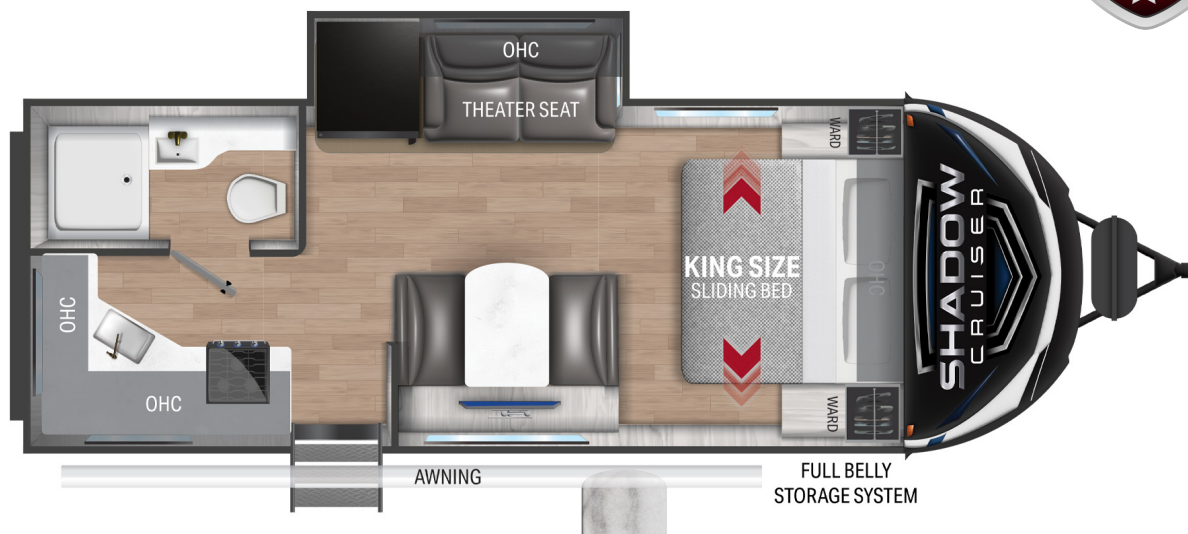 OHC
THEATER SEAT
WARD
KING SIZE
SLIDING BED
OHC
SHADOW
CRUISER
OHC
OHC
WARD
AWNING
FULL BELLY
STORAGE SYSTEM